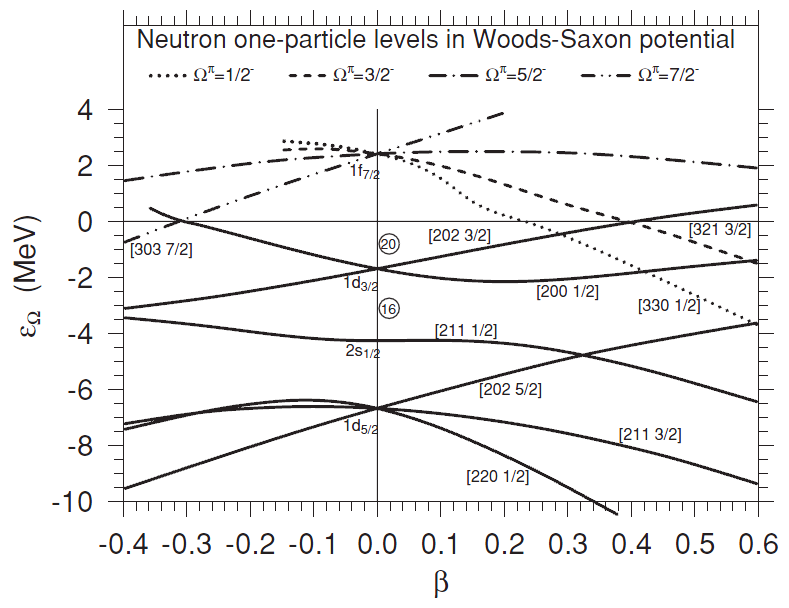 Neutron one-particle levels in Woods-Saxon potential
Ωπ=1/2- Ωπ=3/2- Ωπ=5/2- Ωπ=7/2-
4
2
0
-2
-4
-6
-8
-10
εΩ (MeV)
1f7/2
[303 7/2]
20
[202 3/2]
[321 3/2]
1d3/2
[200 1/2]
[330 1/2]
16
[211 1/2]
2s1/2
[202 5/2]
1d5/2
[211 3/2]
[220 1/2]
-0.4 -0.3 -0.2 -0.1 0.0 0.1 0.2 0.3 0.4 0.5 0.6
β